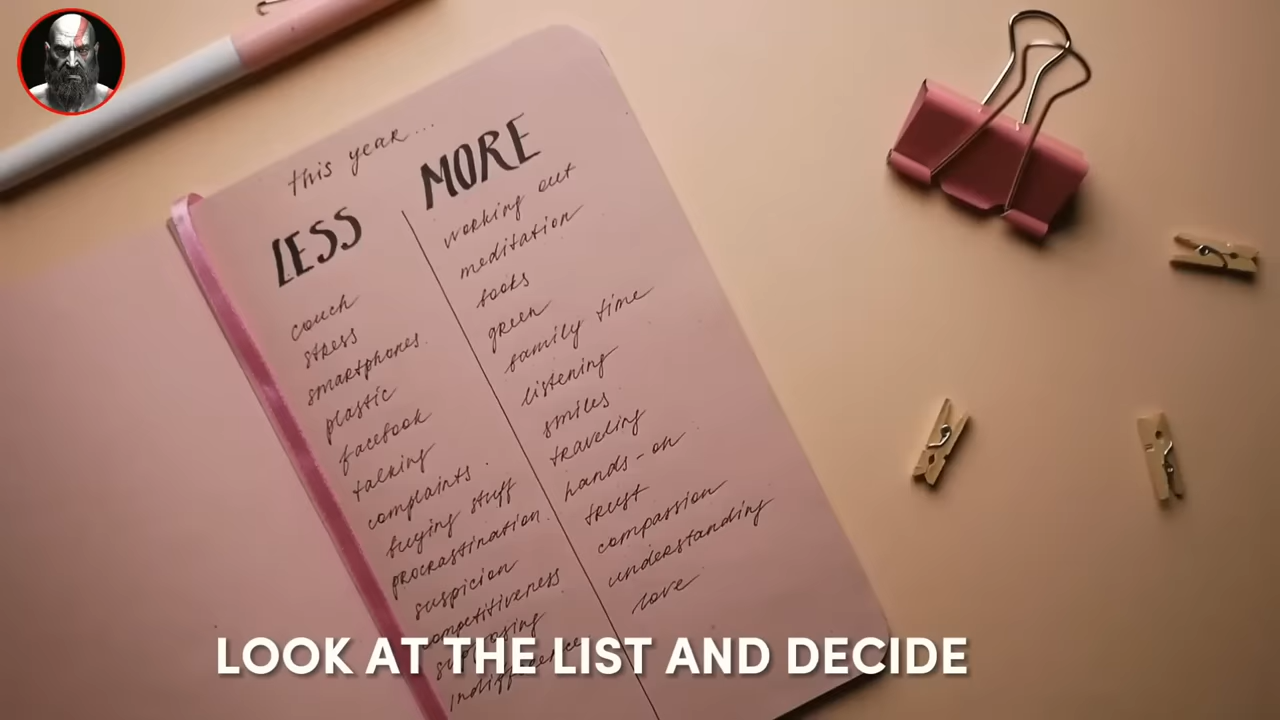 this year...
LESS
couch
stress
smartphones
plastic
facebook
talking
complaints
buying stuff
procrastination
suspicion
competitiveness
supposing
indifference
MORE
working out
meditation
books
green
family time
listening
smiles
traveling
hands-on
trust
compassion
understanding
love
LOOK AT THE LIST AND DECIDE